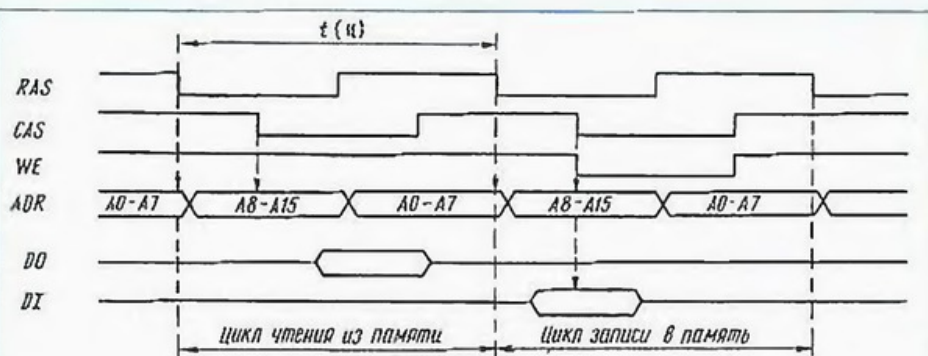 t(ц)
RAS
CAS
WE
ADR A0-A7 A8-A15 A0-A7 A8-A15 A0-A7
DO
DI
Цикл чтения из памяти Цикл записи в память